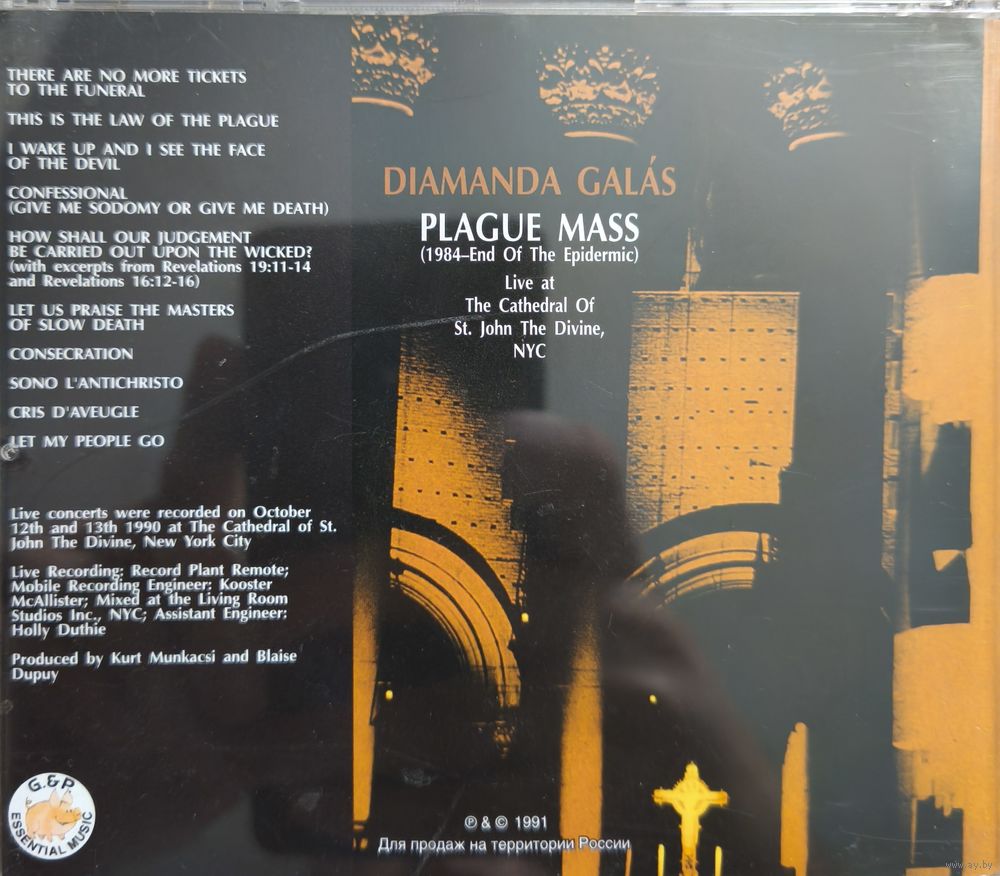 THERE ARE NO MORE TICKETS
TO THE FUNERAL
THIS IS THE LAW OF THE PLAGUE
I WAKE UP AND I SEE THE FACE
OF THE DEVIL
CONFESSIONAL
(GIVE ME SODOMY OR GIVE ME DEATH)
HOW SHALL OUR JUDGEMENT
BE CARRIED OUT UPON THE WICKED?
(with excerpts from Revelations 19:11-14
and Revelations 16:12-16)
LET US PRAISE THE MASTERS
OF SLOW DEATH
CONSECRATION
SONO L'ANTICHRISTO
CRIS D'AVEUGLE
LET MY PEOPLE GO
Live concerts were recorded on October
12th and 13th 1990 at The Cathedral of St.
John The Divine, New York City
Live Recording: Record Plant Remote;
Mobile Recording Engineer: Kooster
McAllister; Mixed at the Living Room
Studios Inc., NYC; Assistant Engineer:
Holly Duthie
Produced by Kurt Munkacsi and Blaise
Dupuy
G.&P.
ESSENTIAL MUSIC
DIAMANDA GALÁS
PLAGUE MASS
(1984–End Of The Epidermic)
Live at
The Cathedral Of
St. John The Divine,
NYC
℗ & © 1991
Для продаж на территории России
www.ay.by